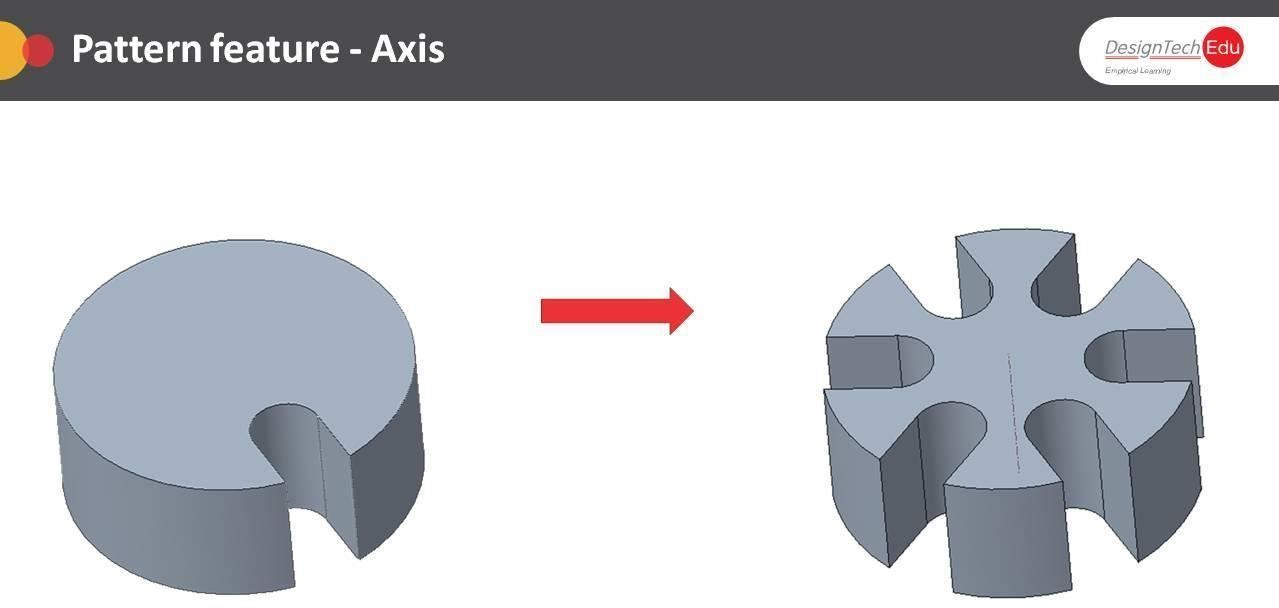 Pattern feature - Axis
DesignTech Edu
Empirical Learning